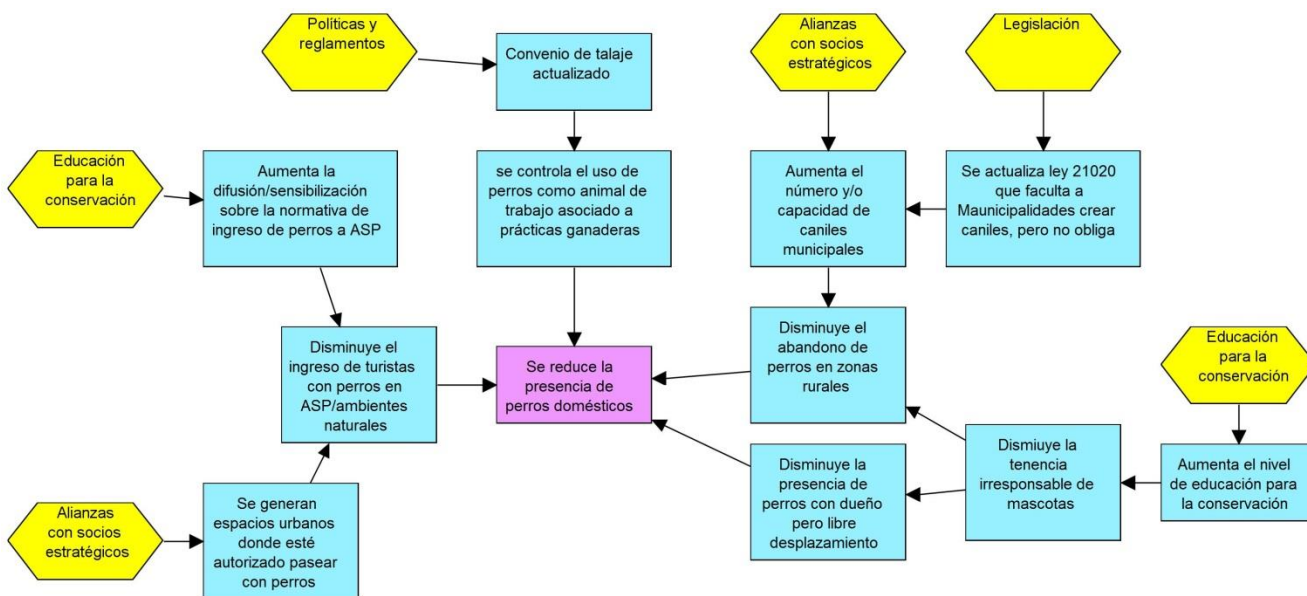 Políticas y
reglamentos
Convenio de talaje
actualizado
Alianzas
con socios
estratégicos
Legislación
Educación
para la
conservación
Aumenta la
difusión/sensibilización
sobre la normativa de
ingreso de perros a ASP
se controla el uso de
perros como animal de
trabajo asociado a
prácticas ganaderas
Aumenta el
número y/o
capacidad de
caniles
municipales
Se actualiza ley 21020
que faculta a
Maunicipalidades crear
caniles, pero no obliga
Disminuye el
ingreso de turistas
con perros en
ASP/ambientes
naturales
Se reduce la
presencia de
perros domésticos
Disminuye el
abandono de
perros en zonas
rurales
Educación
para la
conservación
Alianzas
con socios
estratégicos
Se generan
espacios urbanos
donde esté
autorizado pasear
con perros
Disminuye la
presencia de
perros con dueño
pero libre
desplazamiento
Dismiuye la
tenencia
irresponsable de
mascotas
Aumenta el nivel
de educación para
la conservación